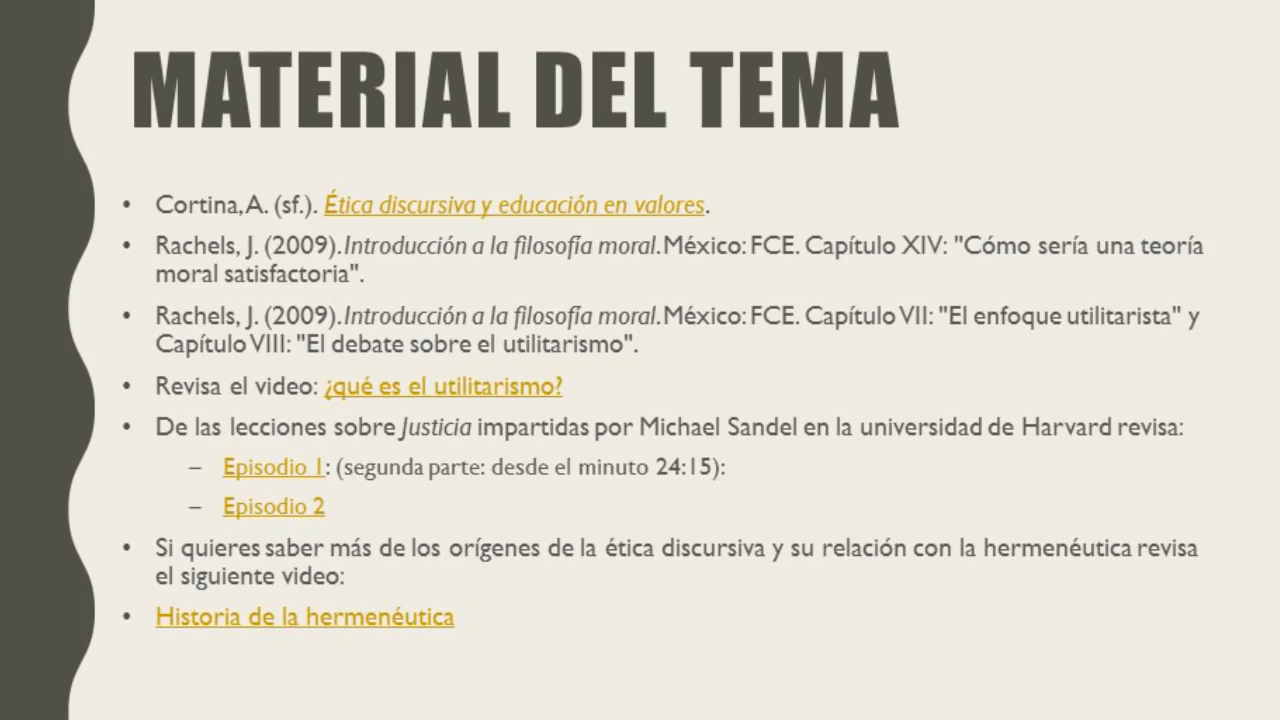 MATERIAL DEL TEMA
• Cortina, A. (sf.). Ética discursiva y educación en valores.
• Rachels, J. (2009). Introducción a la filosofía moral. México: FCE. Capítulo XIV: "Cómo sería una teoría
moral satisfactoria".
• Rachels, J. (2009). Introducción a la filosofía moral. México: FCE. Capítulo VII: "El enfoque utilitarista" y
Capítulo VIII: "El debate sobre el utilitarismo".
• Revisa el video: ¿qué es el utilitarismo?
• De las lecciones sobre Justicia impartidas por Michael Sandel en la universidad de Harvard revisa:
– Episodio 1: (segunda parte: desde el minuto 24:15):
– Episodio 2
• Si quieres saber más de los orígenes de la ética discursiva y su relación con la hermenéutica revisa
el siguiente video:
• Historia de la hermenéutica